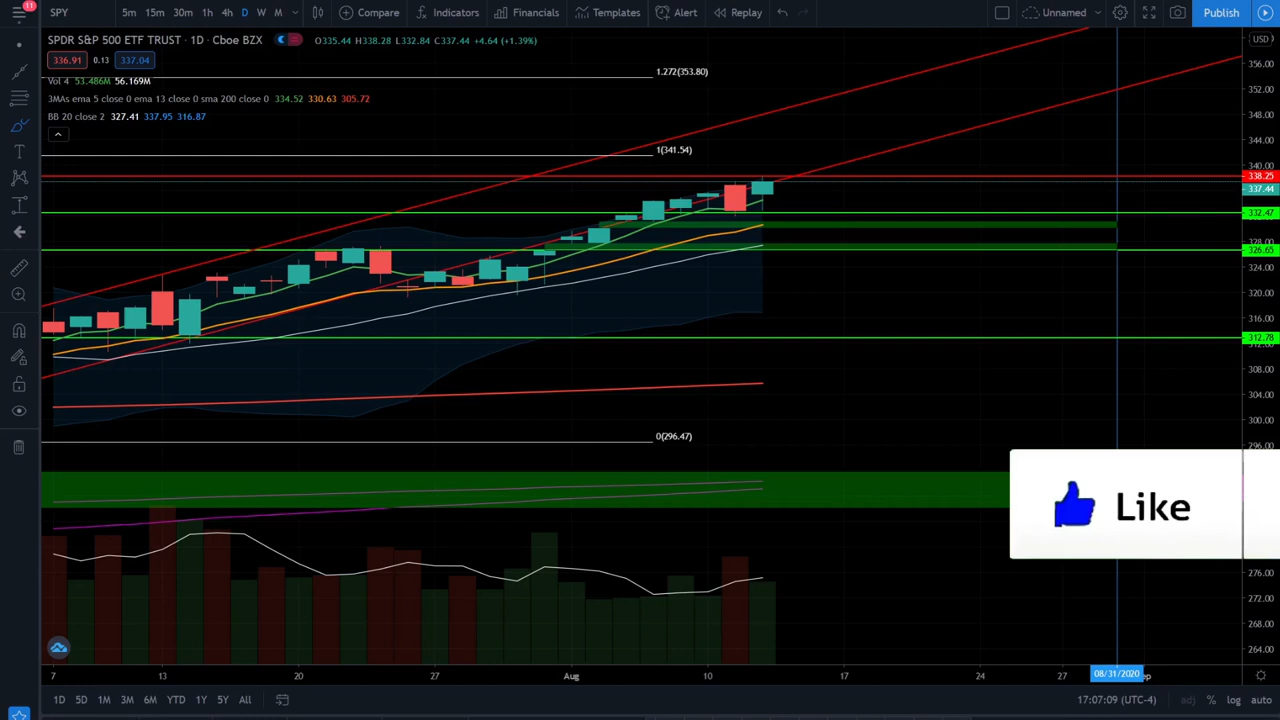 11
SPY 5m 15m 30m 1h 4h D W M Compare Indicators Financials Templates Alert Replay Unnamed Publish
SPDR S&P 500 ETF TRUST · 1D · Cboe BZX O335.44 H338.28 L332.84 C337.44 +4.64 (+1.39%)
USD
336.91 0.13 337.04
Vol 4 53.486M 56.169M
3MAs ema 5 close 0 ema 13 close 0 sma 200 close 0 334.52 330.63 305.72
BB 20 close 2 327.41 337.95 316.87
1.272(353.80)
1(341.54)
0(296.47)
356.00
352.00
348.00
344.00
340.00
338.25
337.44
332.47
328.00
326.65
324.00
320.00
316.00
312.78
308.00
304.00
300.00
296.00
276.00
272.00
268.00
264.00
Like
7 13 20 27 Aug 10 17 24 27 08/31/2020
1D 5D 1M 3M 6M YTD 1Y 5Y All 17:07:09 (UTC-4) adj % log auto